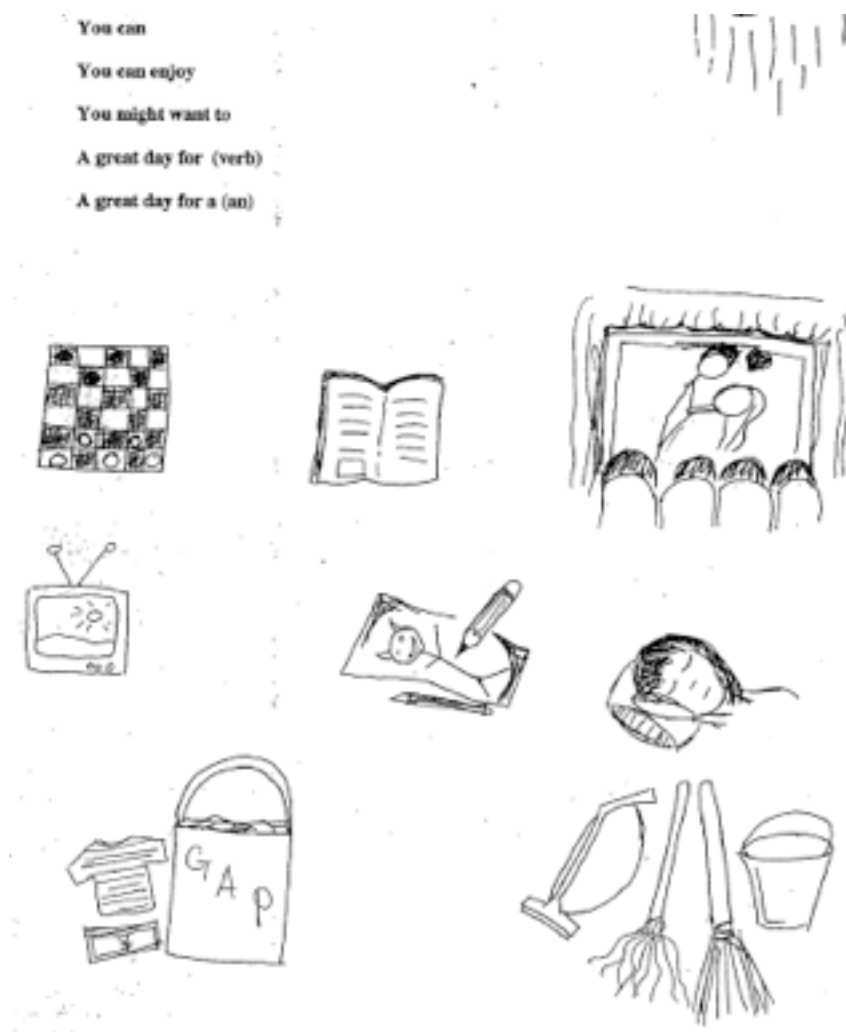 You can
You can enjoy
You might want to
A great day for (verb)
A great day for a (an)
GAP